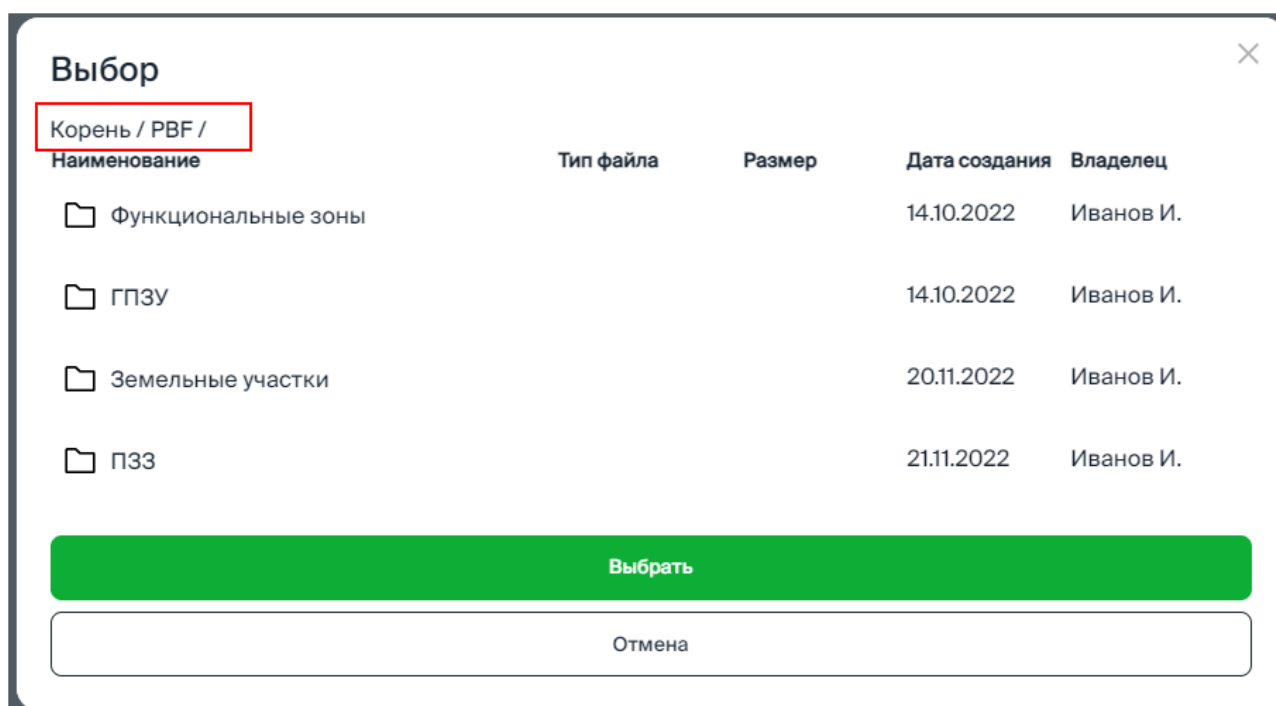 Выбор
Корень / PBF /
Наименование Тип файла Размер Дата создания Владелец
Функциональные зоны 14.10.2022 Иванов И.
ГПЗУ 14.10.2022 Иванов И.
Земельные участки 20.11.2022 Иванов И.
ПЗЗ 21.11.2022 Иванов И.
Выбрать
Отмена